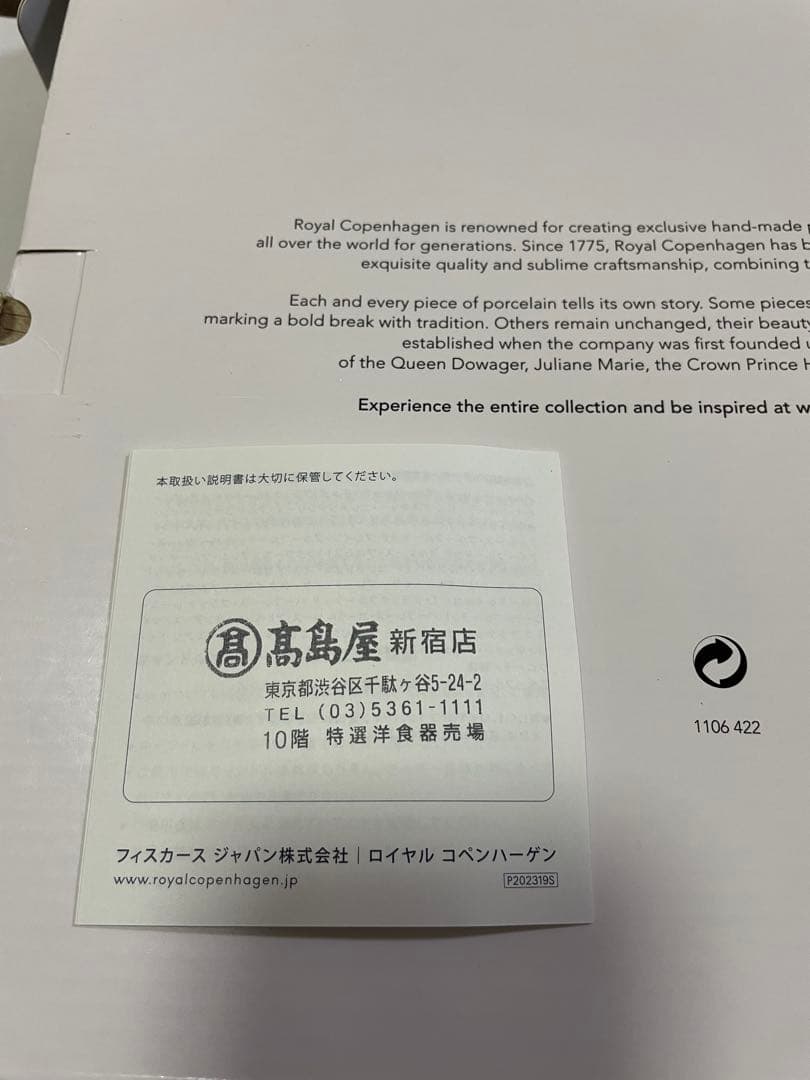 Royal Copenhagen is renowned for creating exclusive hand-made
all over the world for generations. Since 1775, Royal Copenhagen has
exquisite quality and sublime craftsmanship, combining
Each and every piece of porcelain tells its own story. Some pieces
marking a bold break with tradition. Others remain unchanged, their beauty
established when the company was first founded
of the Queen Dowager, Juliane Marie, the Crown Prince
Experience the entire collection and be inspired at
本取扱い説明書は大切に保管してください。
髙 髙島屋 新宿店
東京都渋谷区千駄ヶ谷5-24-2
TEL (03)5361-1111
10階 特選洋食器売場
フィスカース ジャパン株式会社｜ロイヤル コペンハーゲン
www.royalcopenhagen.jp
P202319S
1106 422